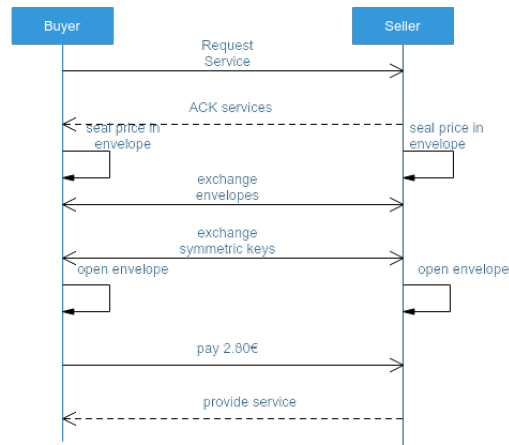 Buyer
Seller
Request
Service
ACK services
seal price in
envelope
seal price in
envelope
exchange
envelopes
exchange
symmetric keys
open envelope
open envelope
pay 2.80€
provide service